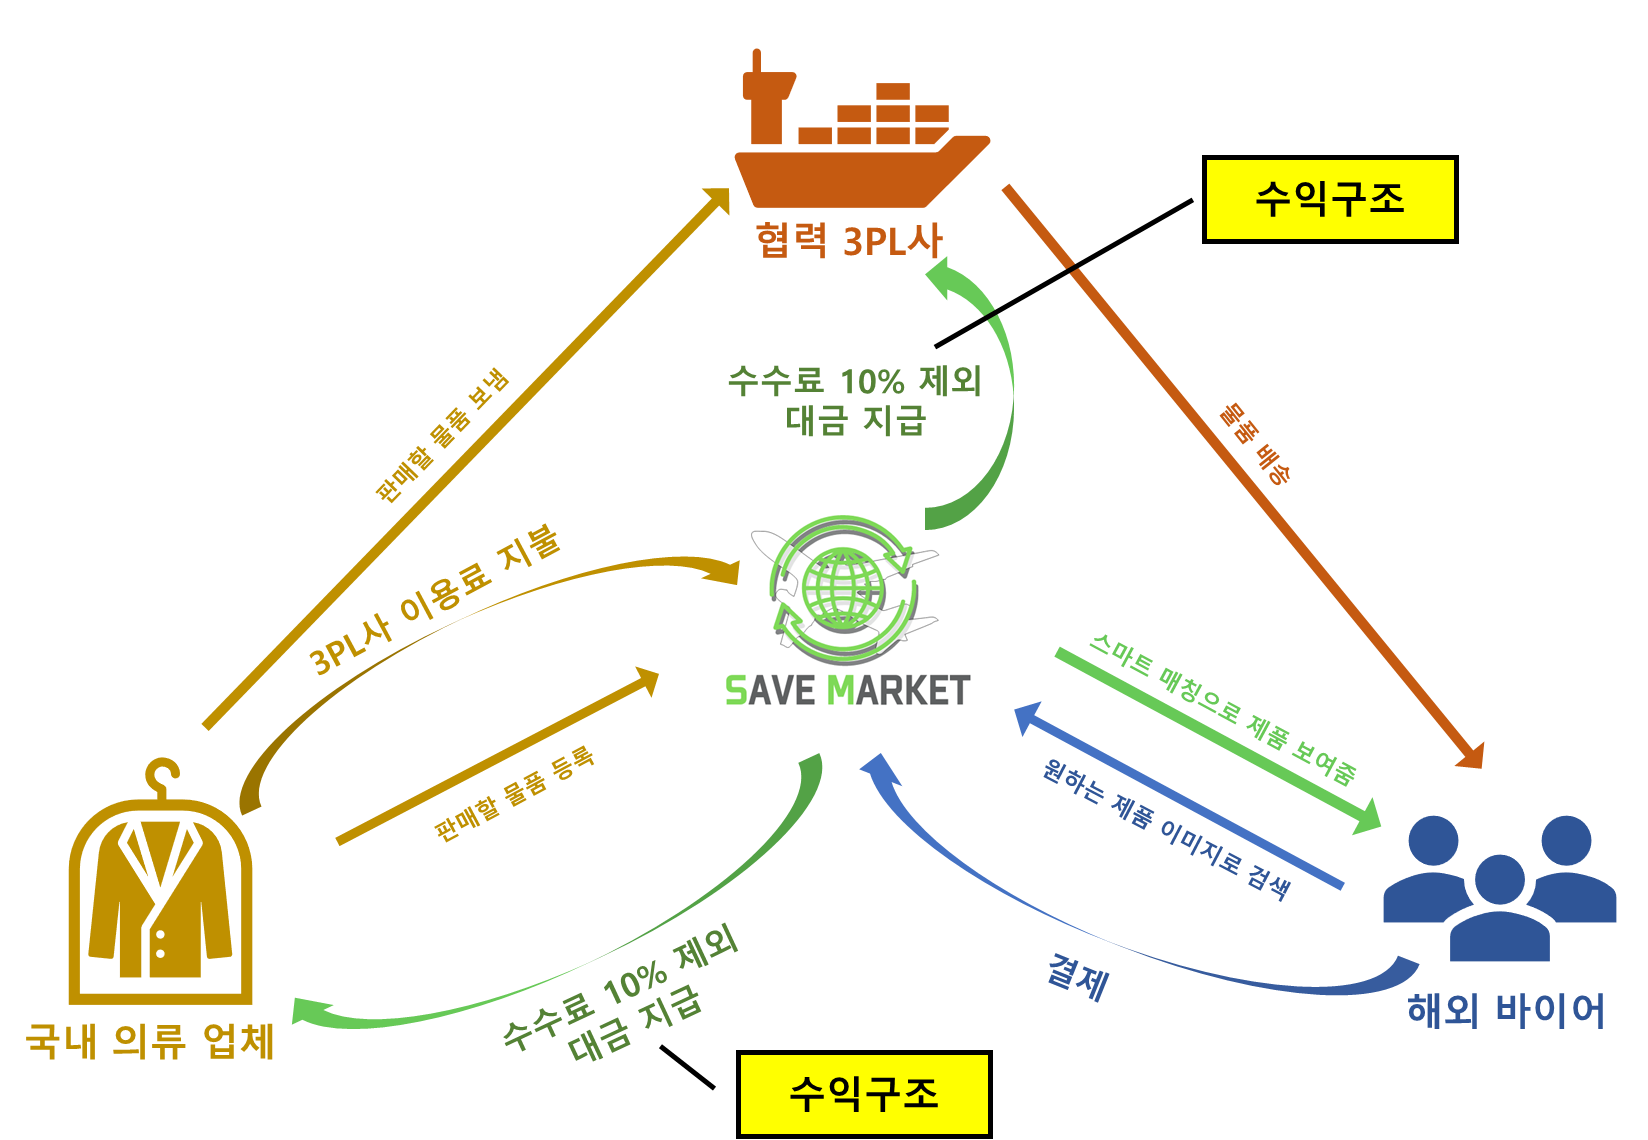 수익구조
협력 3PL사
수수료 10% 제외
대금 지급
판매할 물품 보냄
물품 배송
3PL사 이용료 지불
SAVE MARKET
스마트 매칭으로 제품 보여줌
판매할 물품 등록
원하는 제품 이미지로 검색
수수료 10% 제외
대금 지급
결제
해외 바이어
국내 의류 업체
수익구조